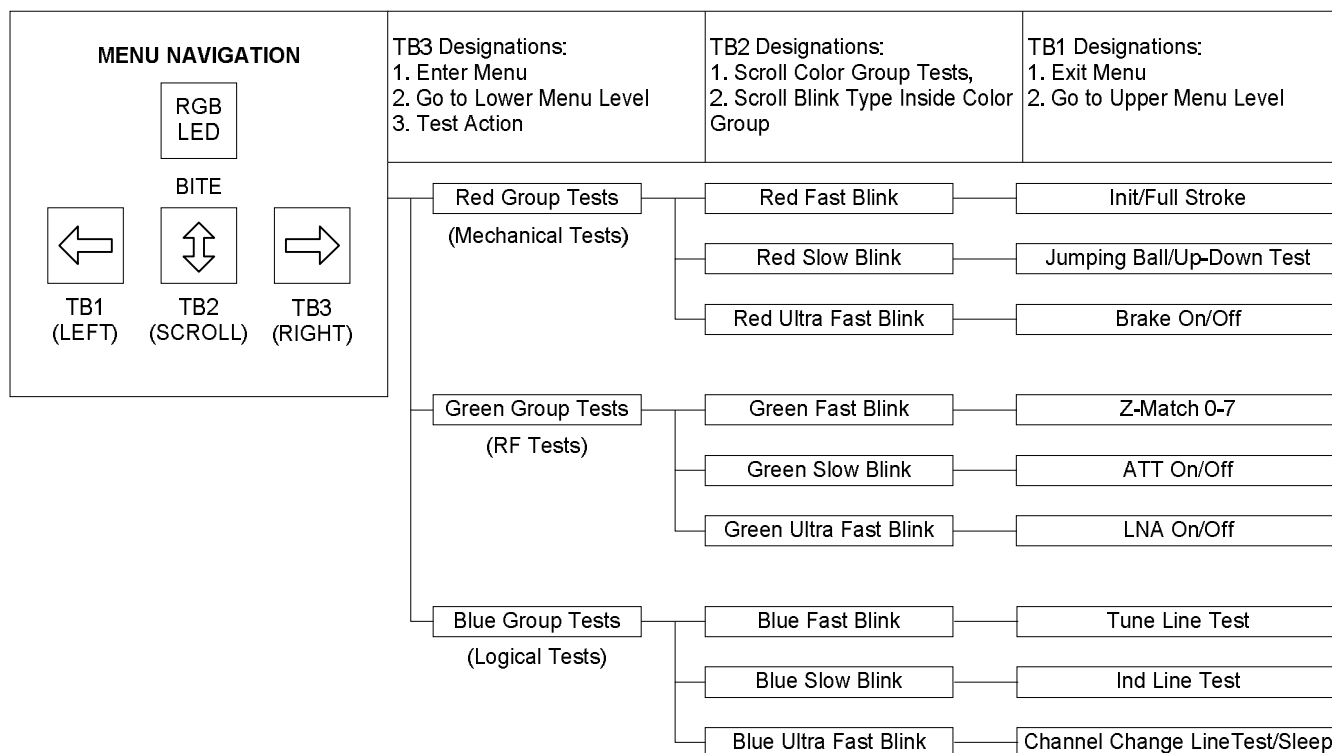 MENU NAVIGATION
RGB
LED
BITE
TB1
(LEFT)
TB2
(SCROLL)
TB3
(RIGHT)
TB3 Designations:
1. Enter Menu
2. Go to Lower Menu Level
3. Test Action
TB2 Designations:
1. Scroll Color Group Tests,
2. Scroll Blink Type Inside Color
Group
TB1 Designations:
1. Exit Menu
2. Go to Upper Menu Level
Red Group Tests
(Mechanical Tests)
Red Fast Blink
Init/Full Stroke
Red Slow Blink
Jumping Ball/Up-Down Test
Red Ultra Fast Blink
Brake On/Off
Green Group Tests
(RF Tests)
Green Fast Blink
Z-Match 0-7
Green Slow Blink
ATT On/Off
Green Ultra Fast Blink
LNA On/Off
Blue Group Tests
(Logical Tests)
Blue Fast Blink
Tune Line Test
Blue Slow Blink
Ind Line Test
Blue Ultra Fast Blink
Channel Change LineTest/Sleep